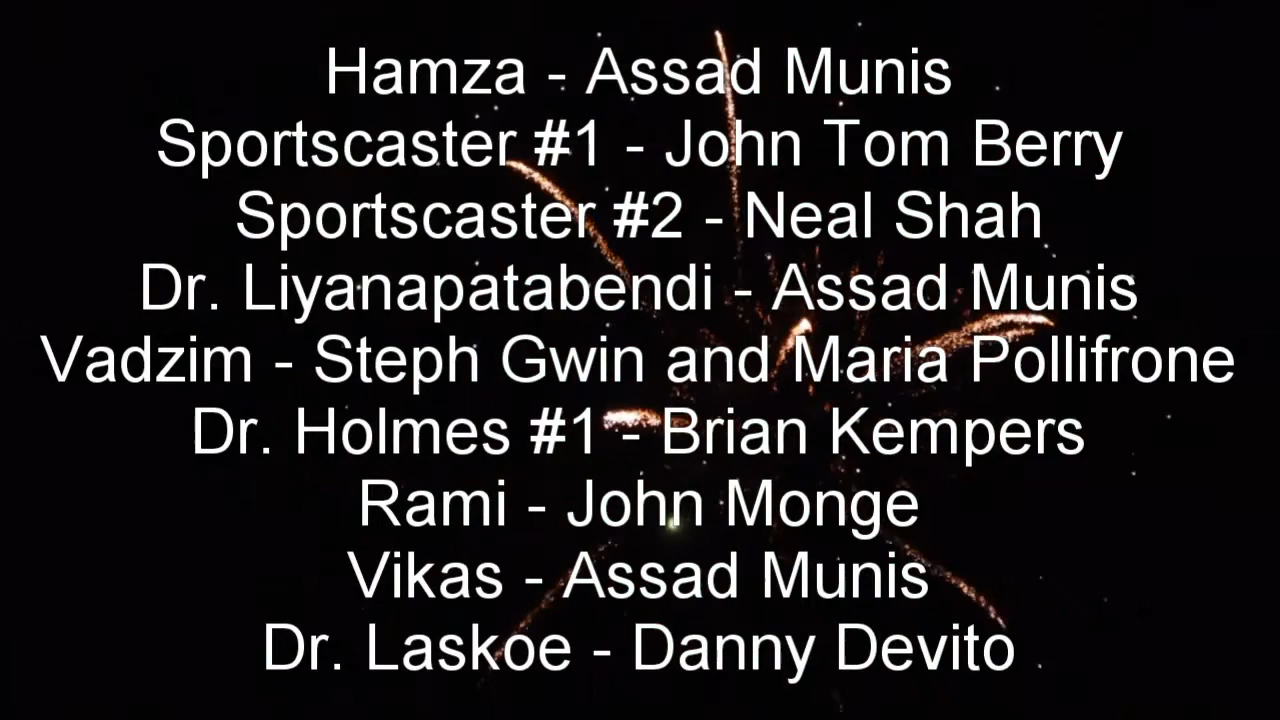 Hamza - Assad Munis
Sportscaster #1 - John Tom Berry
Sportscaster #2 - Neal Shah
Dr. Liyanapatabendi - Assad Munis
Vadzim - Steph Gwin and Maria Pollifrone
Dr. Holmes #1 - Brian Kempers
Rami - John Monge
Vikas - Assad Munis
Dr. Laskoe - Danny Devito